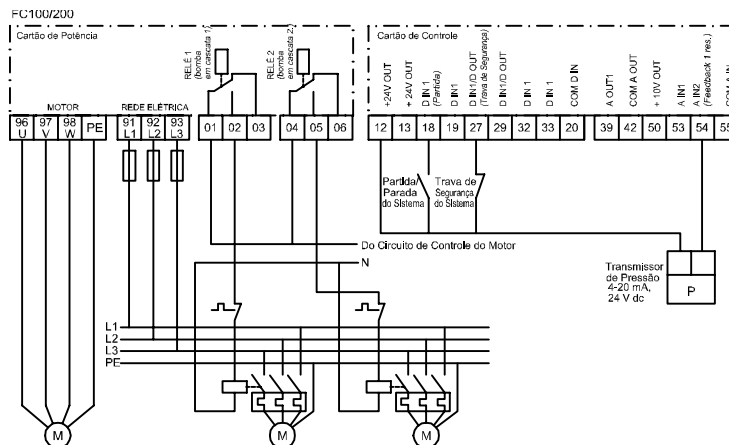 FC100/200
Cartão de Potência
Cartão de Controle
RELÉ 1
(bomba
em cascata 1)
RELÉ 2
(bomba
em cascata 2)
+24V OUT
+ 24V OUT
D IN 1
(Partida)
D IN1
D IN1/D OUT
(Trava de Segurança)
D IN1/D OUT
D IN 1
D IN 1
COM D IN
A OUT1
COM A OUT
+ 10V OUT
A IN1
A IN2
(Feedback 1 res.)
COM A IN
MOTOR
REDE ELÉTRICA
96 97 98 PE 91 92 93 01 02 03 04 05 06 12 13 18 19 27 29 32 33 20 39 42 50 53 54 55
U V W L1 L2 L3
Partida/
Parada
do Sistema
Trava de
Segurança
do Sistema
Do Circuito de Controle do Motor
N
Transmissor
de Pressão
4-20 mA,
24 V dc
P
L1
L2
L3
PE
M M M